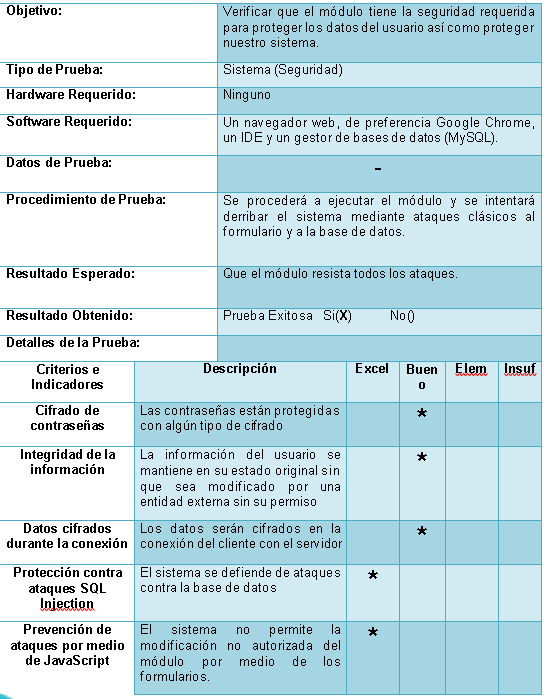 Objetivo:
Verificar que el módulo tiene la seguridad requerida
para proteger los datos del usuario así como proteger
nuestro sistema.
Tipo de Prueba:
Sistema (Seguridad)
Hardware Requerido:
Ninguno
Software Requerido:
Un navegador web, de preferencia Google Chrome,
un IDE y un gestor de bases de datos (MySQL).
Datos de Prueba:
–
Procedimiento de Prueba:
Se procederá a ejecutar el módulo y se intentará
derribar el sistema mediante ataques clásicos al
formulario y a la base de datos.
Resultado Esperado:
Que el módulo resista todos los ataques.
Resultado Obtenido:
Prueba Exitosa Si(X) No()
Detalles de la Prueba:
Criterios e
Indicadores
Descripción
Excel
Buen
o
Elem
Insuf
Cifrado de
contraseñas
Las contraseñas están protegidas
con algún tipo de cifrado
*
Integridad de la
información
La información del usuario se
mantiene en su estado original sin
que sea modificado por una
entidad externa sin su permiso
*
Datos cifrados
durante la conexión
Los datos serán cifrados en la
conexión del cliente con el servidor
*
Protección contra
ataques SQL
Injection
El sistema se defiende de ataques
contra la base de datos
*
Prevención de
ataques por medio
de JavaScript
El sistema no permite la
modificación no autorizada del
módulo por medio de los
formularios.
*